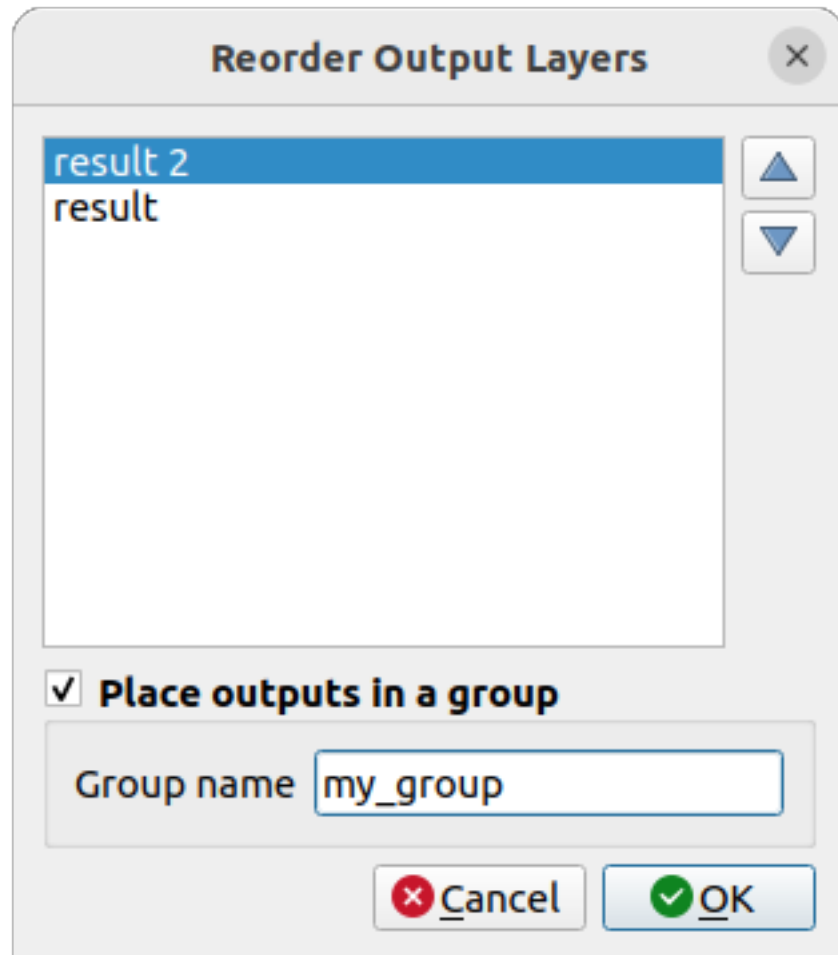 Reorder Output Layers
result 2
result
Place outputs in a group
Group name my_group
Cancel OK